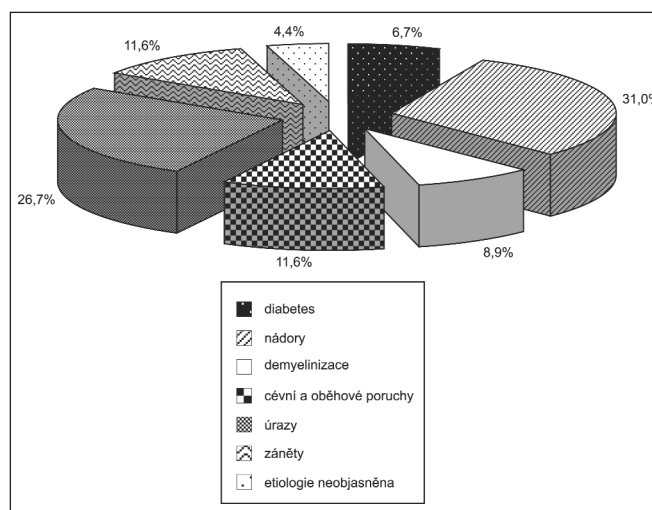 4,4%
6,7%
11,6%
31,0%
26,7%
8,9%
11,6%
diabetes
nádory
demyelinizace
cévní a oběhové poruchy
úrazy
záněty
etiologie neobjasněna